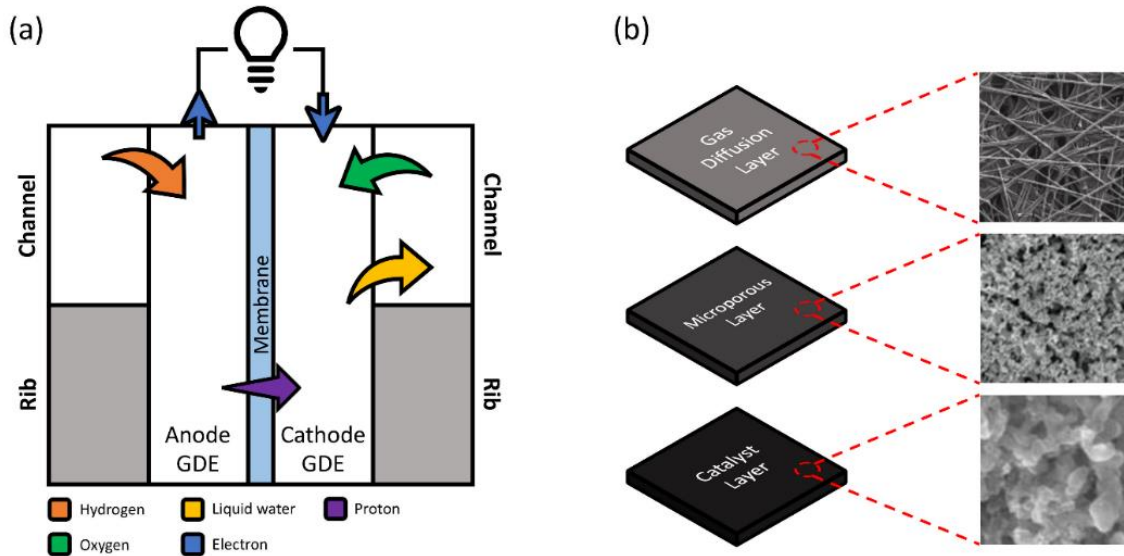 (a)
Channel
Rib
Membrane
Anode
GDE
Cathode
GDE
Channel
Rib
Hydrogen
Liquid water
Proton
Oxygen
Electron
(b)
Gas
Diffusion
Layer
Microporous
Layer
Catalyst
Layer